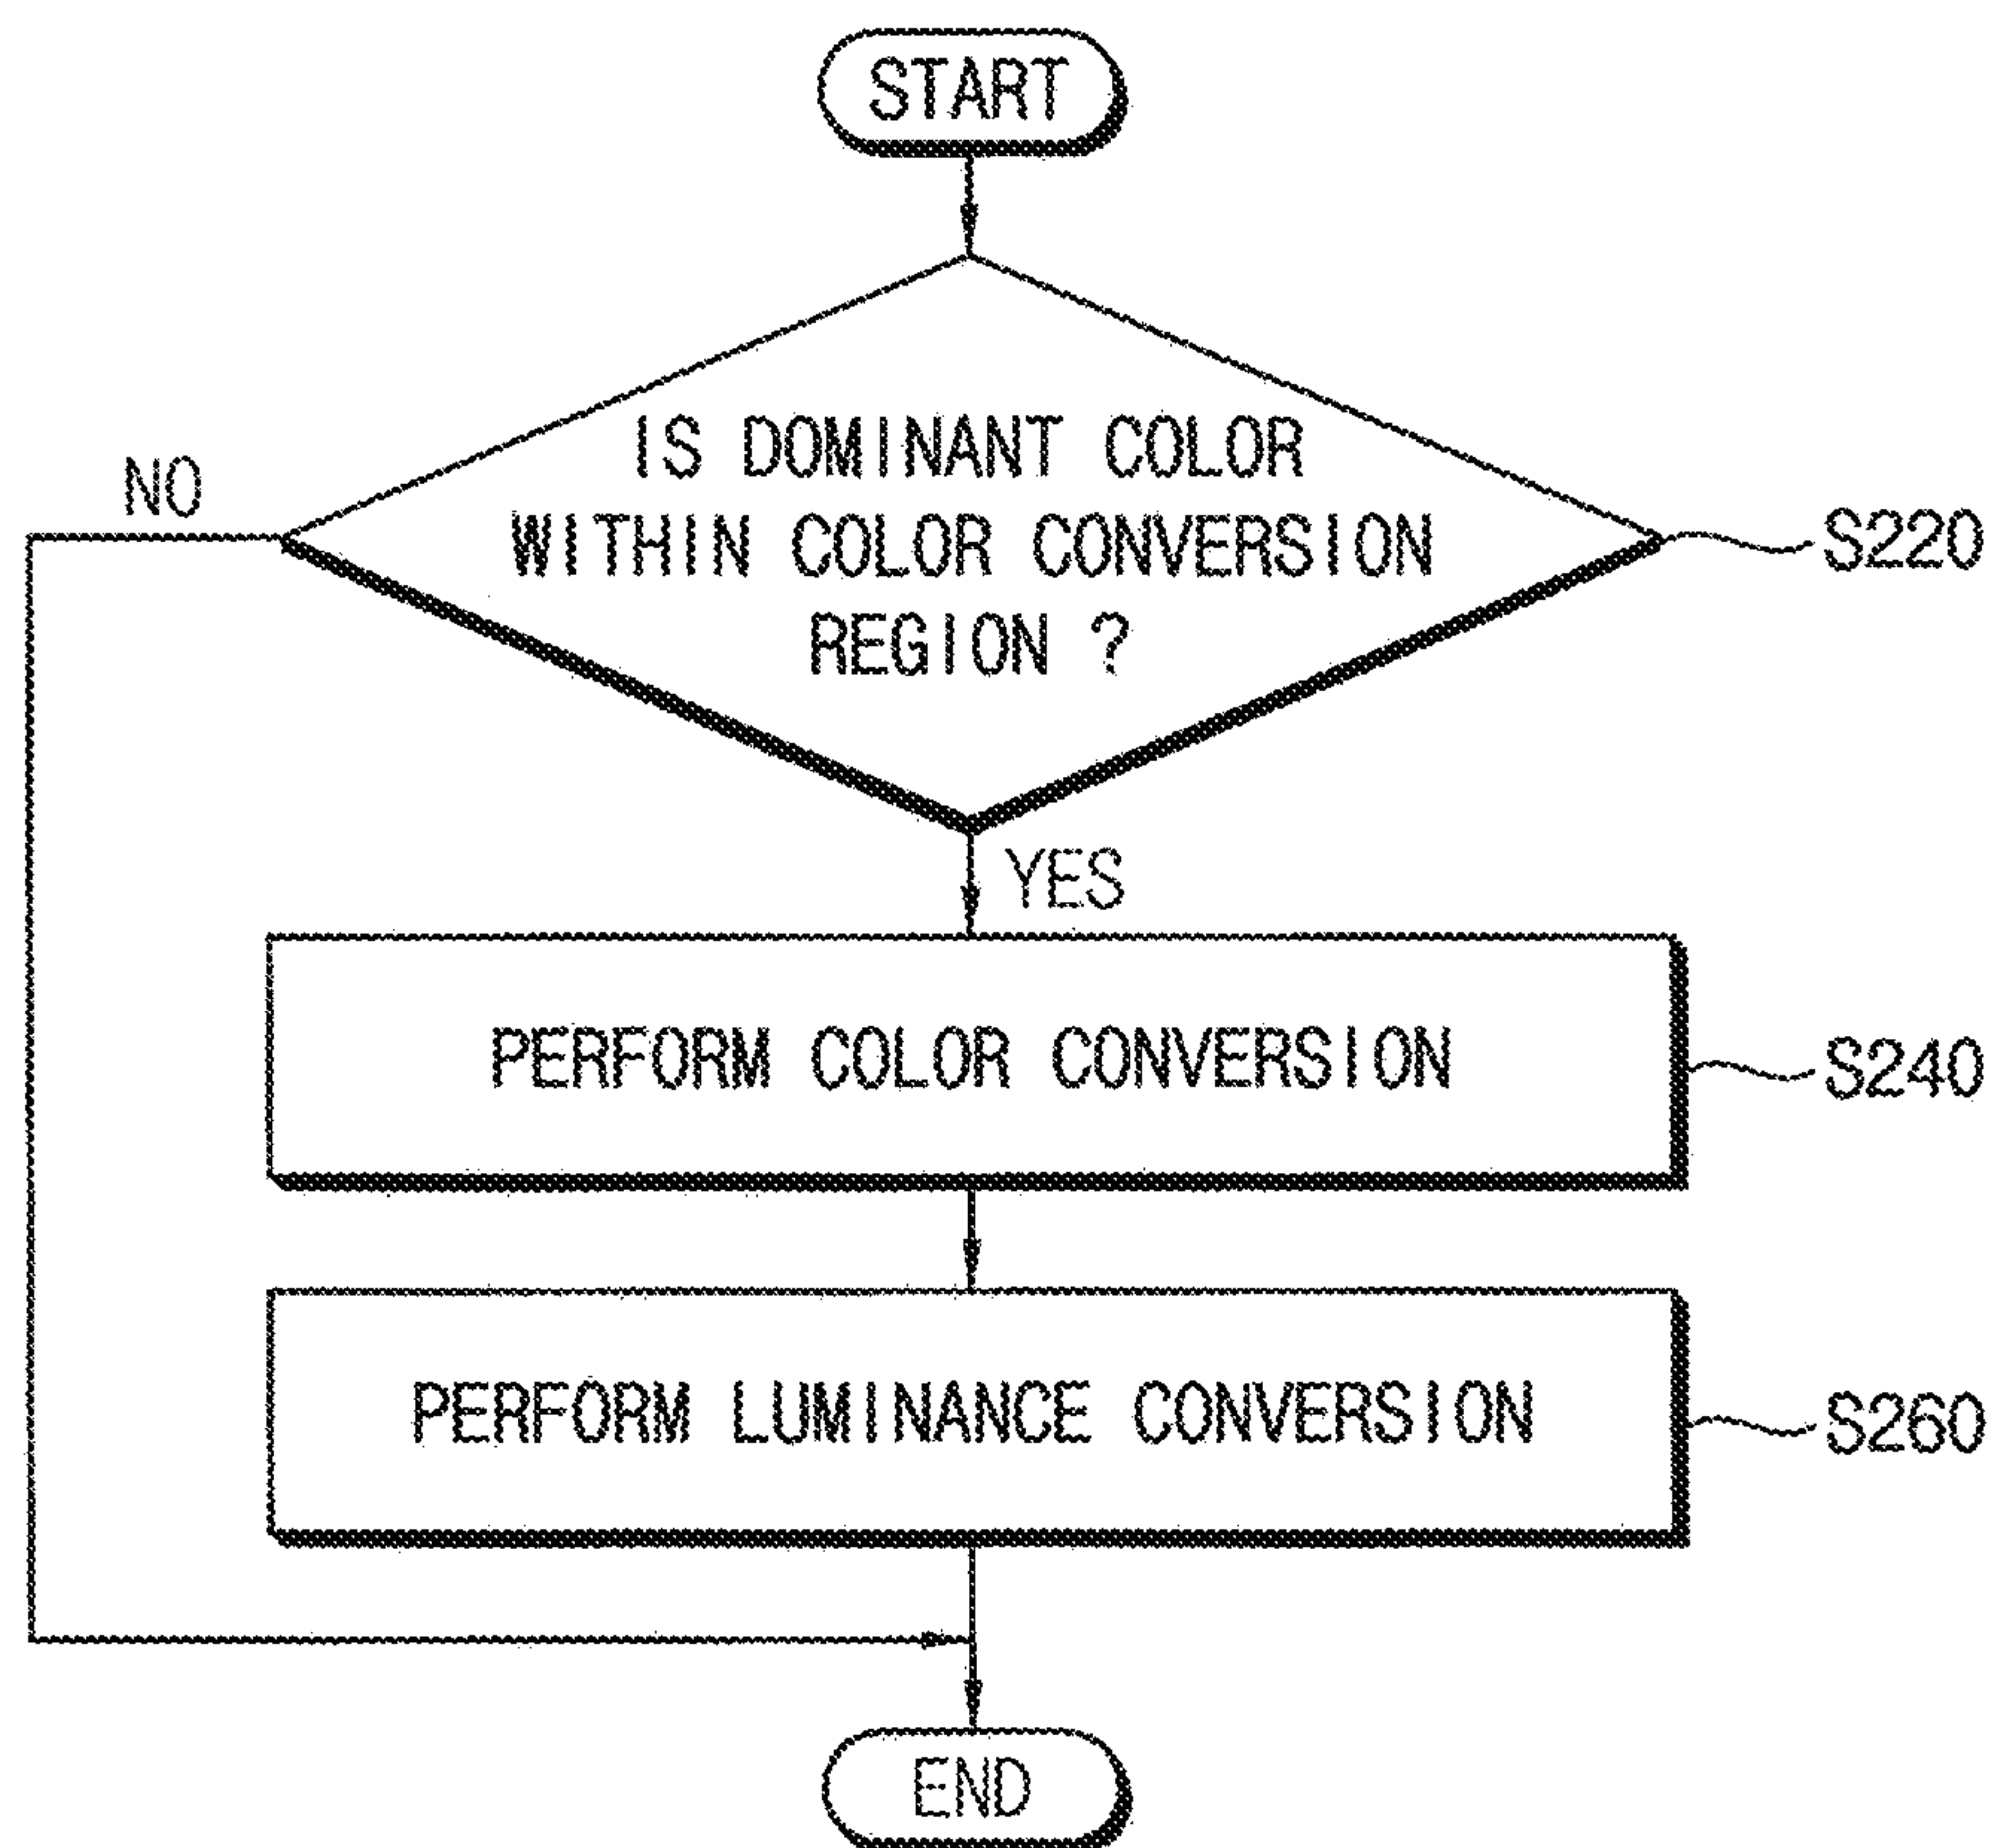 START
IS DOMINANT COLOR
WITHIN COLOR CONVERSION
REGION ?
NO
S220
YES
PERFORM COLOR CONVERSION
S240
PERFORM LUMINANCE CONVERSION
S260
END